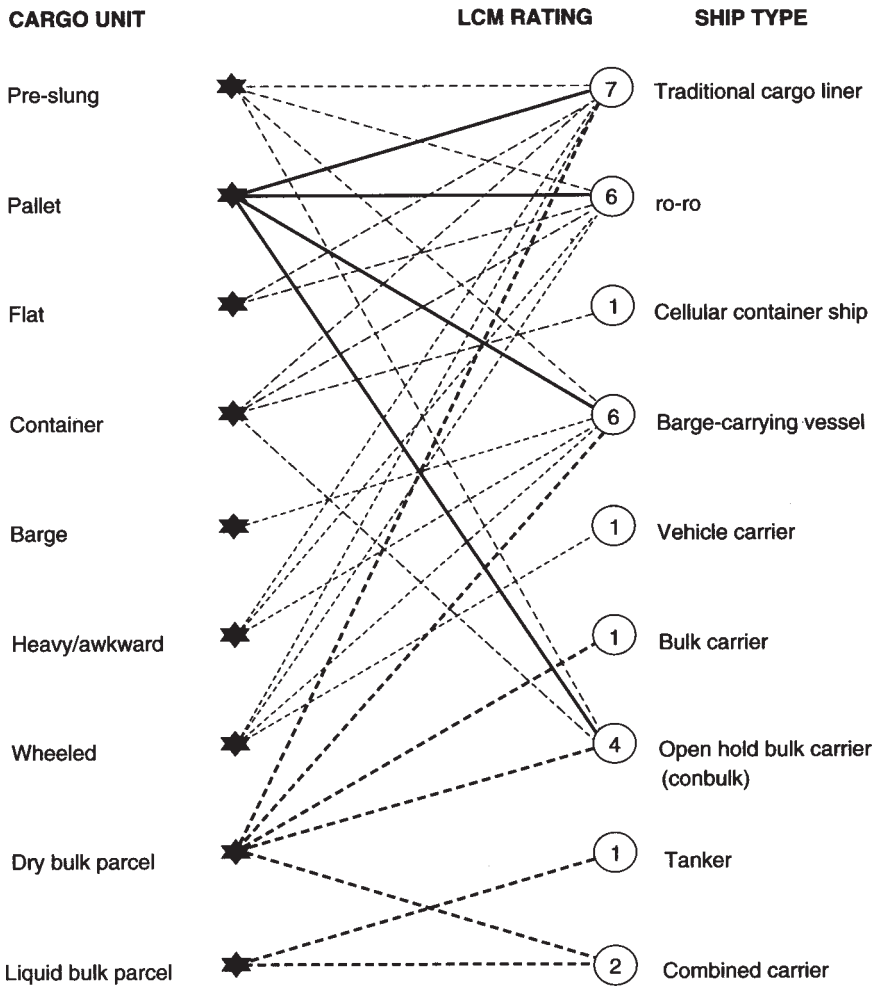 CARGO UNIT LCM RATING SHIP TYPE
Pre-slung 7 Traditional cargo liner
Pallet 6 ro-ro
Flat 1 Cellular container ship
Container 6 Barge-carrying vessel
Barge 1 Vehicle carrier
Heavy/awkward 1 Bulk carrier
Wheeled 4 Open hold bulk carrier
(conbulk)
Dry bulk parcel 1 Tanker
Liquid bulk parcel 2 Combined carrier